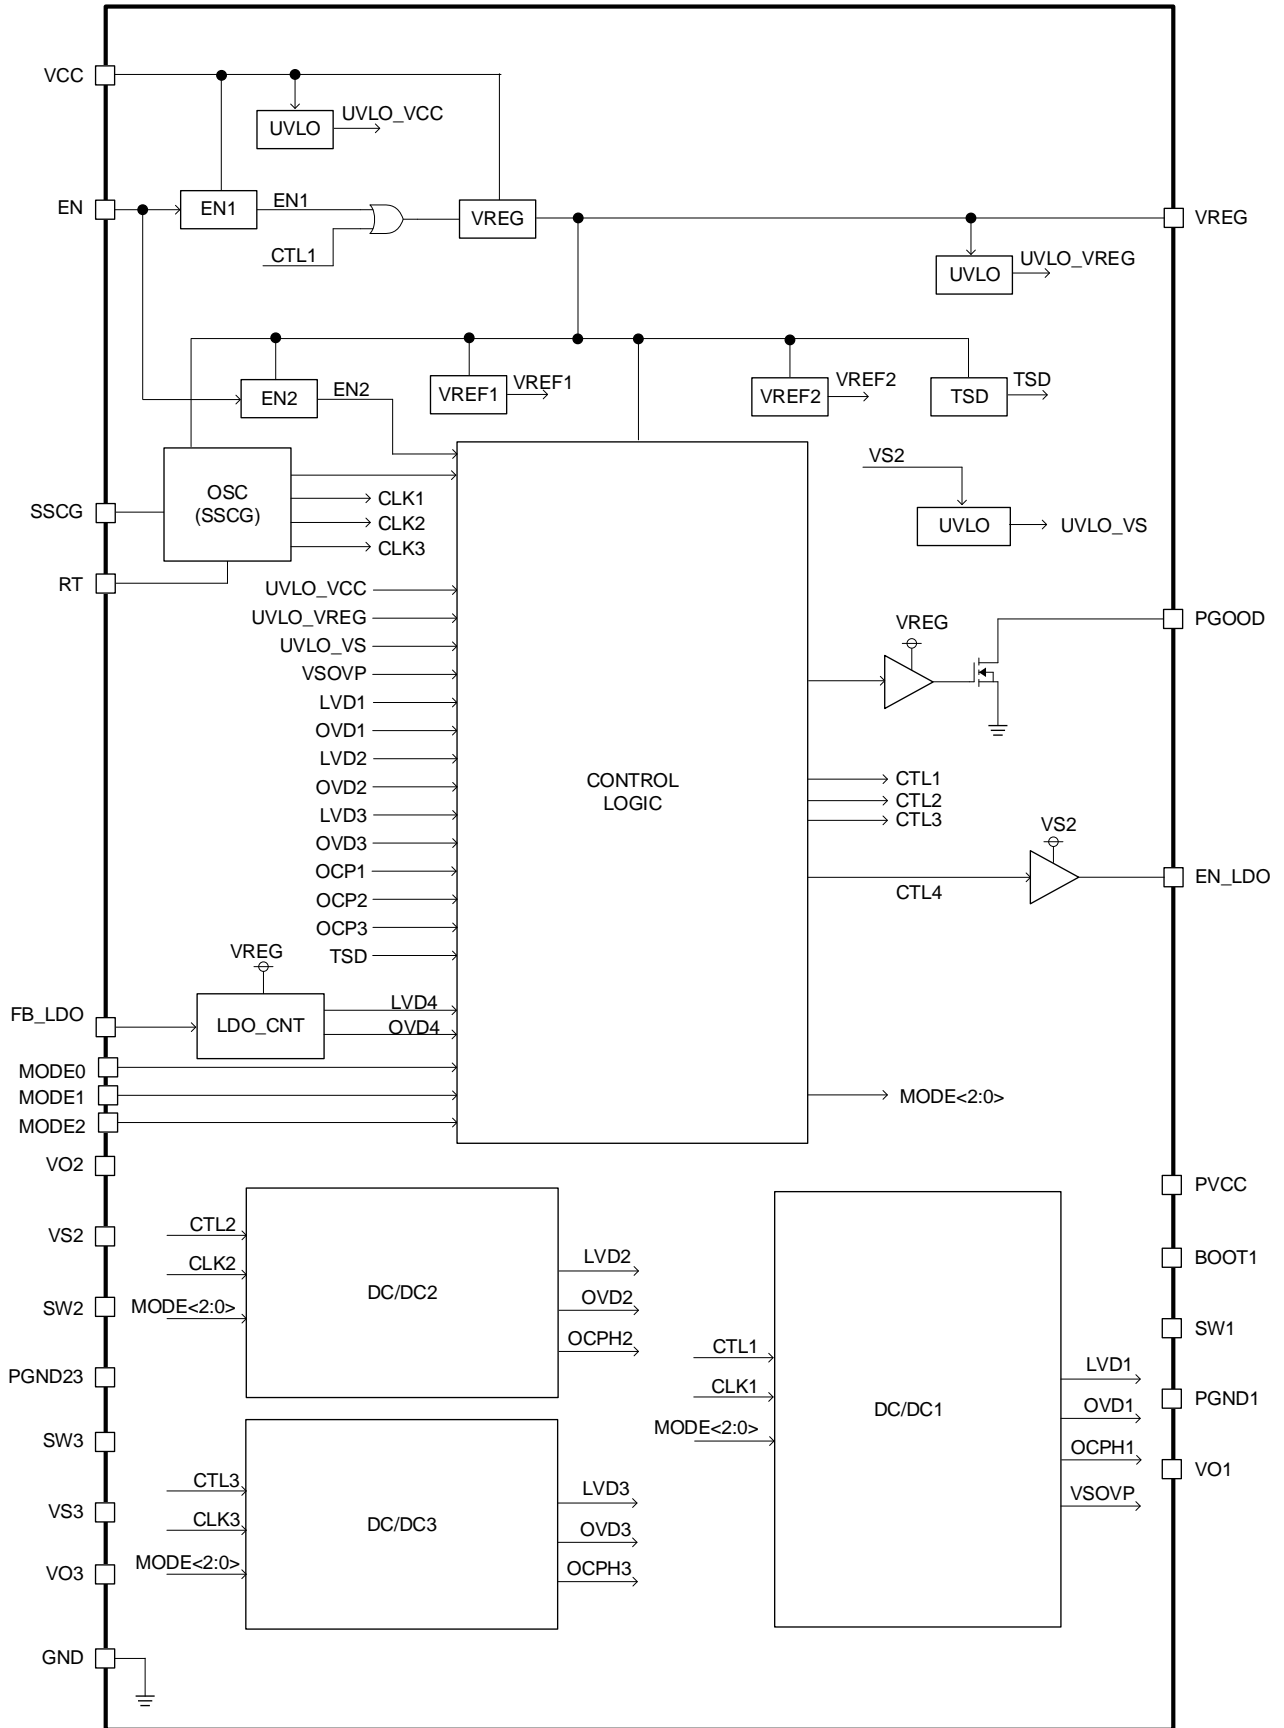 VCC
UVLO
UVLO_VCC
EN
EN1
EN1
CTL1
VREG
VREG
UVLO
UVLO_VREG
EN2
EN2
VREF1
VREF1
VREF2
VREF2
TSD
TSD
SSCG
OSC
(SSCG)
CLK1
CLK2
CLK3
RT
VS2
UVLO
UVLO_VS
UVLO_VCC
UVLO_VREG
UVLO_VS
VSOVP
LVD1
OVD1
LVD2
OVD2
LVD3
OVD3
OCP1
OCP2
OCP3
TSD
CONTROL
LOGIC
VREG
PGOOD
CTL1
CTL2
CTL3
VS2
CTL4
EN_LDO
VREG
FB_LDO
LDO_CNT
LVD4
OVD4
MODE0
MODE1
MODE2
MODE<2:0>
VO2
VS2
SW2
PGND23
SW3
VS3
VO3
GND
CTL2
CLK2
MODE<2:0>
DC/DC2
LVD2
OVD2
OCPH2
CTL3
CLK3
MODE<2:0>
DC/DC3
LVD3
OVD3
OCPH3
CTL1
CLK1
MODE<2:0>
DC/DC1
LVD1
OVD1
OCPH1
VSOVP
PVCC
BOOT1
SW1
PGND1
VO1